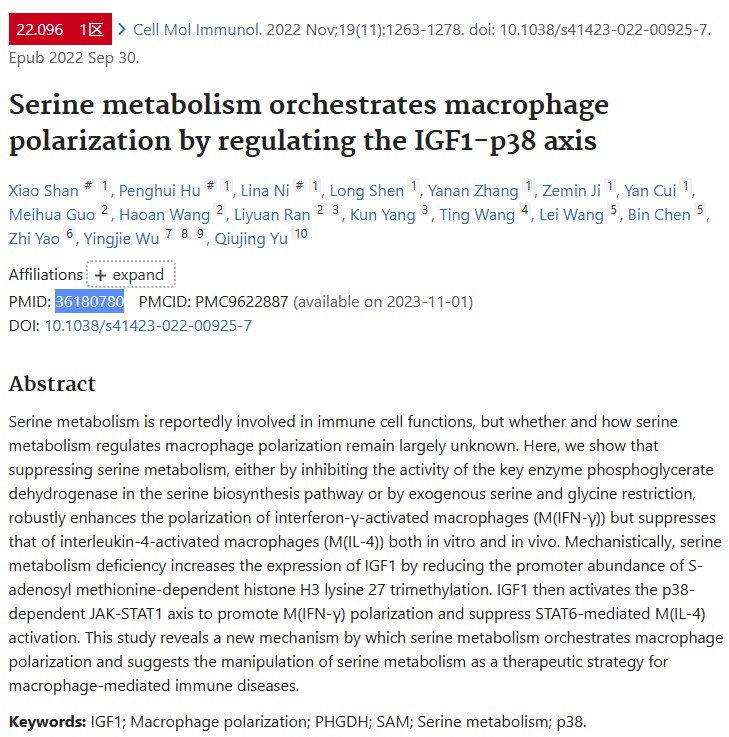 22.096 1区 Cell Mol Immunol. 2022 Nov;19(11):1263-1278. doi: 10.1038/s41423-022-00925-7.
Epub 2022 Sep 30.
Serine metabolism orchestrates macrophage
polarization by regulating the IGF1-p38 axis
Xiao Shan # 1, Penghui Hu # 1, Lina Ni # 1, Long Shen 1, Yanan Zhang 1, Zemin Ji 1, Yan Cui 1,
Meihua Guo 2, Haoan Wang 2, Liyuan Ran 2 3, Kun Yang 3, Ting Wang 4, Lei Wang 5, Bin Chen 5,
Zhi Yao 6, Yingjie Wu 7 8 9, Qiujing Yu 10
Affiliations + expand
PMID: 36180780 PMCID: PMC9622887 (available on 2023-11-01)
DOI: 10.1038/s41423-022-00925-7
Abstract
Serine metabolism is reportedly involved in immune cell functions, but whether and how serine
metabolism regulates macrophage polarization remain largely unknown. Here, we show that
suppressing serine metabolism, either by inhibiting the activity of the key enzyme phosphoglycerate
dehydrogenase in the serine biosynthesis pathway or by exogenous serine and glycine restriction,
robustly enhances the polarization of interferon-γ-activated macrophages (M(IFN-γ)) but suppresses
that of interleukin-4-activated macrophages (M(IL-4)) both in vitro and in vivo. Mechanistically, serine
metabolism deficiency increases the expression of IGF1 by reducing the promoter abundance of S-
adenosyl methionine-dependent histone H3 lysine 27 trimethylation. IGF1 then activates the p38-
dependent JAK-STAT1 axis to promote M(IFN-γ) polarization and suppress STAT6-mediated M(IL-4)
activation. This study reveals a new mechanism by which serine metabolism orchestrates macrophage
polarization and suggests the manipulation of serine metabolism as a therapeutic strategy for
macrophage-mediated immune diseases.
Keywords: IGF1; Macrophage polarization; PHGDH; SAM; Serine metabolism; p38.